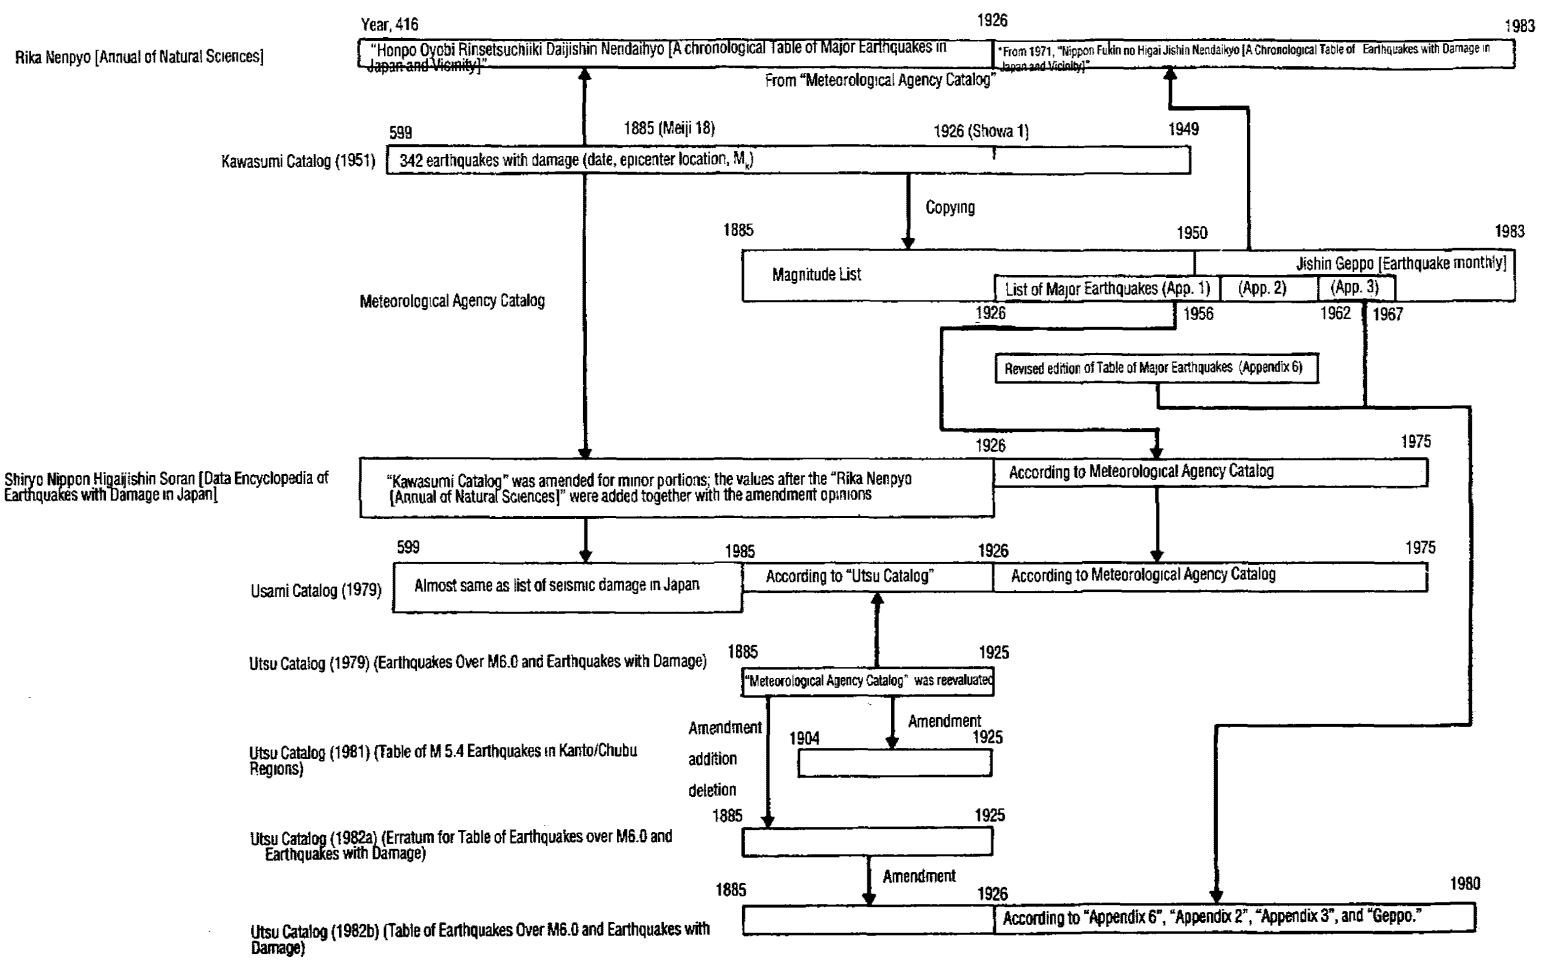 Year, 416
1926
1983
Rika Nenpyo [Annual of Natural Sciences]
"Honpo Oyobi Rinsetsuchiiki Daijishin Nendaihyo [A chronological Table of Major Earthquakes in
Japan and Vicinity]"
"From 1971, "Nippon Fukin no Higai Jishin Nendaikyo [A Chronological Table of Earthquakes with Damage in
Japan and Vicinity]"
From "Meteorological Agency Catalog"
599
1885 (Meiji 18)
1926 (Showa 1)
1949
Kawasumi Catalog (1951)
342 earthquakes with damage (date, epicenter location, Mk)
Copying
1885
1950
1983
Magnitude List
Jishin Geppo [Earthquake monthly]
List of Major Earthquakes (App. 1)
(App. 2)
(App. 3)
Meteorological Agency Catalog
1926
1956
1962
1967
Revised edition of Table of Major Earthquakes (Appendix 6)
1926
1975
Shiryo Nippon Higaijishin Soran [Data Encyclopedia of
Earthquakes with Damage in Japan]
"Kawasumi Catalog" was amended for minor portions; the values after the "Rika Nenpyo
[Annual of Natural Sciences]" were added together with the amendment opinions
According to Meteorological Agency Catalog
599
1985
1926
1975
Usami Catalog (1979)
Almost same as list of seismic damage in Japan
According to "Utsu Catalog"
According to Meteorological Agency Catalog
Utsu Catalog (1979) (Earthquakes Over M6.0 and Earthquakes with Damage)
1885
1925
"Meteorological Agency Catalog" was reevaluated
Amendment
addition
deletion
Amendment
1904
1925
Utsu Catalog (1981) (Table of M 5.4 Earthquakes in Kanto/Chubu
Regions)
1885
1925
Utsu Catalog (1982a) (Erratum for Table of Earthquakes over M6.0 and
Earthquakes with Damage)
Amendment
1885
1926
1980
Utsu Catalog (1982b) (Table of Earthquakes Over M6.0 and Earthquakes with
Damage)
According to "Appendix 6", "Appendix 2", "Appendix 3", and "Geppo."